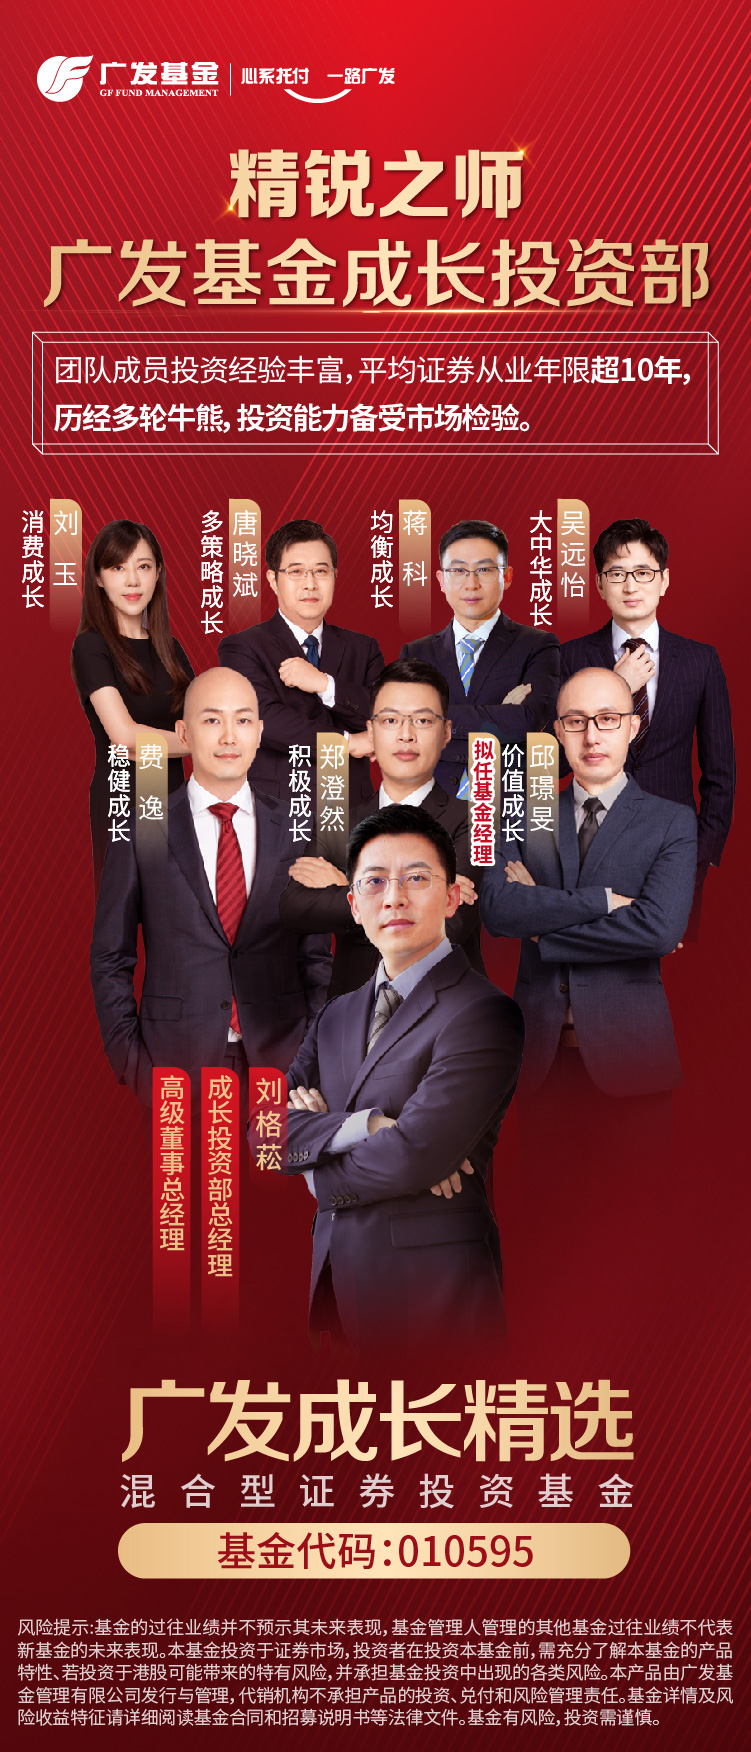 广发基金
GF FUND MANAGEMENT
心系托付 一路广发
精锐之师
广发基金成长投资部
团队成员投资经验丰富，平均证券从业年限超10年，
历经多轮牛熊，投资能力备受市场检验。
消费成长
刘玉
多策略成长
唐晓斌
均衡成长
蒋科
大中华成长
吴远怡
稳健成长
费逸
积极成长
郑澄然
拟任基金经理
价值成长
邱璟旻
高级董事总经理
成长投资部总经理
刘格菘
广发成长精选
混合型证券投资基金
基金代码：010595
风险提示：基金的过往业绩并不预示其未来表现，基金管理人管理的其他基金过往业绩不代表
新基金的未来表现。本基金投资于证券市场，投资者在投资本基金前，需充分了解本基金的产品
特性、若投资于港股可能带来的特有风险，并承担基金投资中出现的各类风险。本产品由广发基
金管理有限公司发行与管理，代销机构不承担产品的投资、兑付和风险管理责任。基金详情及风
险收益特征请详细阅读基金合同和招募说明书等法律文件。基金有风险，投资需谨慎。